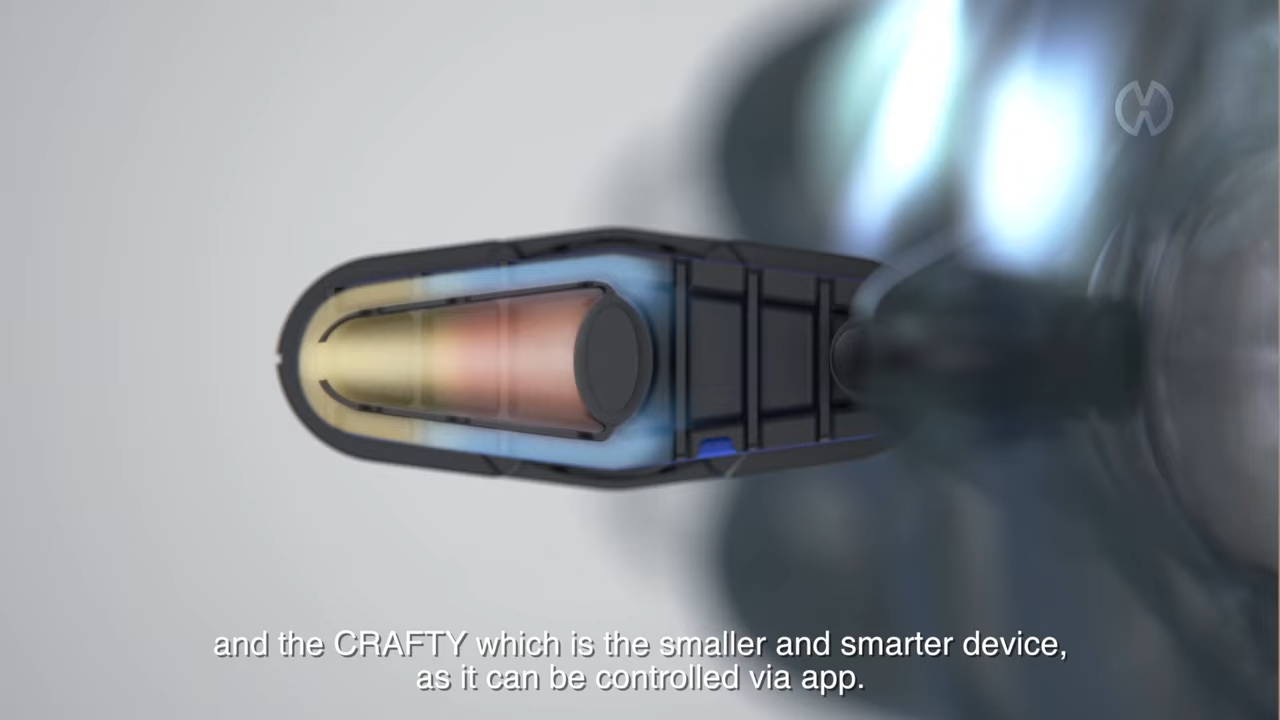 and the CRAFTY which is the smaller and smarter device,
as it can be controlled via app.